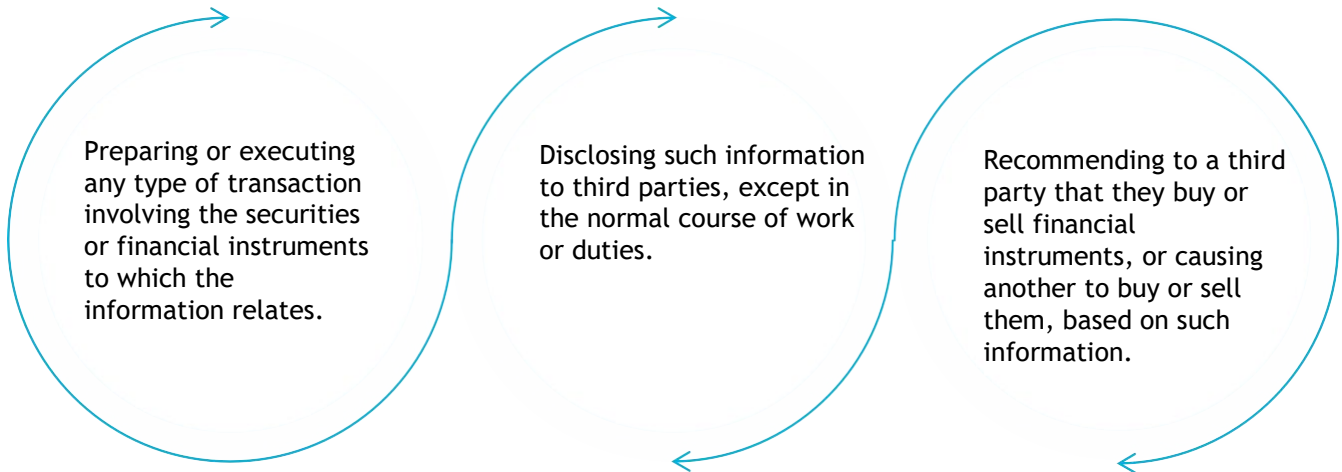 Preparing or executing
any type of transaction
involving the securities
or financial instruments
to which the
information relates.
Disclosing such information
to third parties, except in
the normal course of work
or duties.
Recommending to a third
party that they buy or
sell financial
instruments, or causing
another to buy or sell
them, based on such
information.